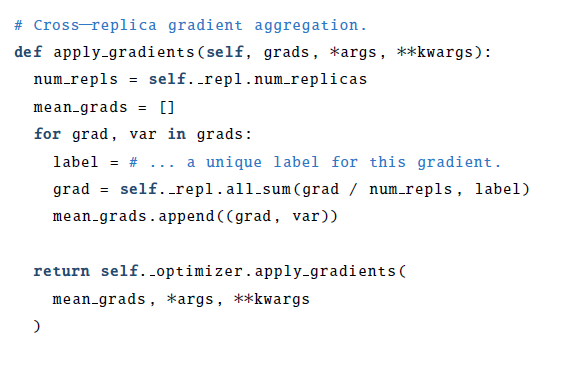 # Cross—replica gradient aggregation.
def apply_gradients(self, grads, *args, **kwargs):
  num_repls = self._repl.num_replicas
  mean_grads = []
  for grad, var in grads:
    label = # ... a unique label for this gradient.
    grad = self._repl.all_sum(grad / num_repls, label)
    mean_grads.append((grad, var))

  return self._optimizer.apply_gradients(
    mean_grads, *args, **kwargs
  )